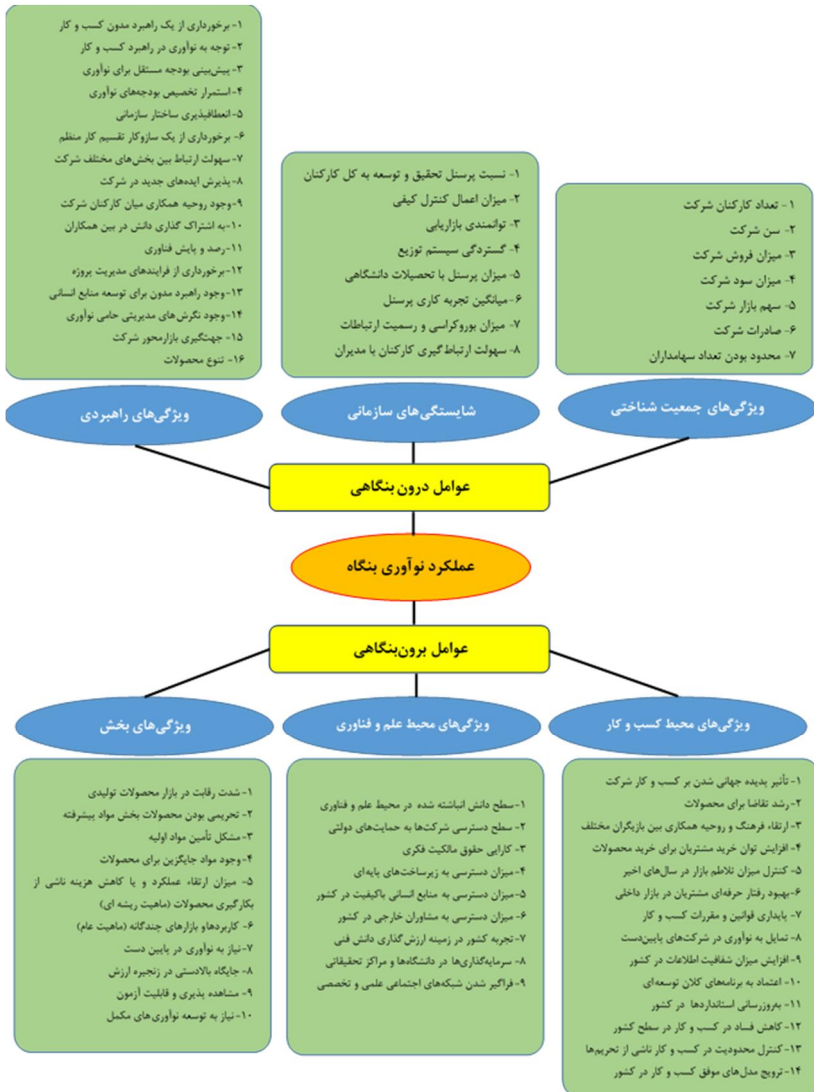 ۱- برخورداری از یک راهبرد مدون کسب و کار
۲- توجه به نوآوری در راهبرد کسب و کار
۳- پیش‌بینی بودجه مستقل برای نوآوری
۴- استمرار تخصیص بودجه‌های نوآوری
۵- انعطافپذیری ساختار سازمانی
۶- برخورداری از یک سازوکار تقسیم کار منظم
۷- سهولت ارتباط بین بخش‌های مختلف شرکت
۸- پذیرش ایده‌های جدید در شرکت
۹- وجود روحیه همکاری میان کارکنان شرکت
۱۰- به اشتراک گذاری دانش در بین همکاران
۱۱- رصد و پایش فناوری
۱۲- برخورداری از فرایندهای مدیریت پروژه
۱۳- وجود راهبرد مدون برای توسعه منابع انسانی
۱۴- وجود نگرش‌های مدیریتی حامی نوآوری
۱۵- جهتگیری بازارمحور شرکت
۱۶- تنوع محصولات
۱- نسبت پرسنل تحقیق و توسعه به کل کارکنان
۲- میزان اعمال کنترل کیفی
۳- توانمندی بازاریابی
۴- گستردگی سیستم توزیع
۵- میزان پرسنل با تحصیلات دانشگاهی
۶- میانگین تجربه کاری پرسنل
۷- میزان بوروکراسی و رسمیت ارتباطات
۸- سهولت ارتباط‌گیری کارکنان با مدیران
۱- تعداد کارکنان شرکت
۲- سن شرکت
۳- میزان فروش شرکت
۴- میزان سود شرکت
۵- سهم بازار شرکت
۶- صادرات شرکت
۷- محدود بودن تعداد سهامداران
ویژگی‌های راهبردی
شایستگی‌های سازمانی
ویژگی‌های جمعیت شناختی
عوامل درون بنگاهی
عملکرد نوآوری بنگاه
عوامل برون‌بنگاهی
ویژگی‌های بخش
ویژگی‌های محیط علم و فناوری
ویژگی‌های محیط کسب و کار
۱- شدت رقابت در بازار محصولات تولیدی
۲- تحریمی بودن محصولات بخش مواد پیشرفته
۳- مشکل تأمین مواد اولیه
۴- وجود مواد جایگزین برای محصولات
۵- میزان ارتقاء عملکرد و یا کاهش هزینه ناشی از
بکارگیری محصولات (ماهیت ریشه ای)
۶- کاربردهاو بازارهای چندگانه (ماهیت عام)
۷- نیاز به نوآوری در پایین دست
۸- جایگاه بالادستی در زنجیره ارزش
۹- مشاهده پذیری و قابلیت آزمون
۱۰- نیاز به توسعه نوآوری های مکمل
۱- سطح دانش انباشته شده در محیط علم و فناوری
۲- سطح دسترسی شرکت‌ها به حمایت‌های دولتی
۳- کارایی حقوق مالکیت فکری
۴- میزان دسترسی به زیرساخت‌های پایه‌ای
۵- میزان دسترسی به منابع انسانی باکیفیت در کشور
۶- میزان دسترسی به مشاوران خارجی در کشور
۷- تجربه کشور در زمینه ارزش گذاری دانش فنی
۸- سرمایه‌گذاری‌ها در دانشگاه‌ها و مراکز تحقیقاتی
۹- فراگیر شدن شبکه‌های اجتماعی علمی و تخصصی
۱- تأثیر پدیده جهانی شدن بر کسب و کار شرکت
۲- رشد تقاضا برای محصولات
۳- ارتقاء فرهنگ و روحیه همکاری بین بازیگران مختلف
۴- افزایش توان خرید مشتریان برای خرید محصولات
۵- کنترل میزان تلاطم بازار در سال‌های اخیر
۶- بهبود رفتار حرفه‌ای مشتریان در بازار داخلی
۷- پایداری قوانین و مقررات کسب و کار
۸- تمایل به نوآوری در شرکت‌های پایین‌دست
۹- افزایش میزان شفافیت اطلاعات در کشور
۱۰- اعتماد به برنامه‌های کلان توسعه‌ای
۱۱- به‌روزرسانی استانداردها در کشور
۱۲- کاهش فساد در کسب و کار در سطح کشور
۱۳- کنترل محدودیت در کسب و کار ناشی از تحریم‌ها
۱۴- ترویج مدل‌های موفق کسب و کار در کشور